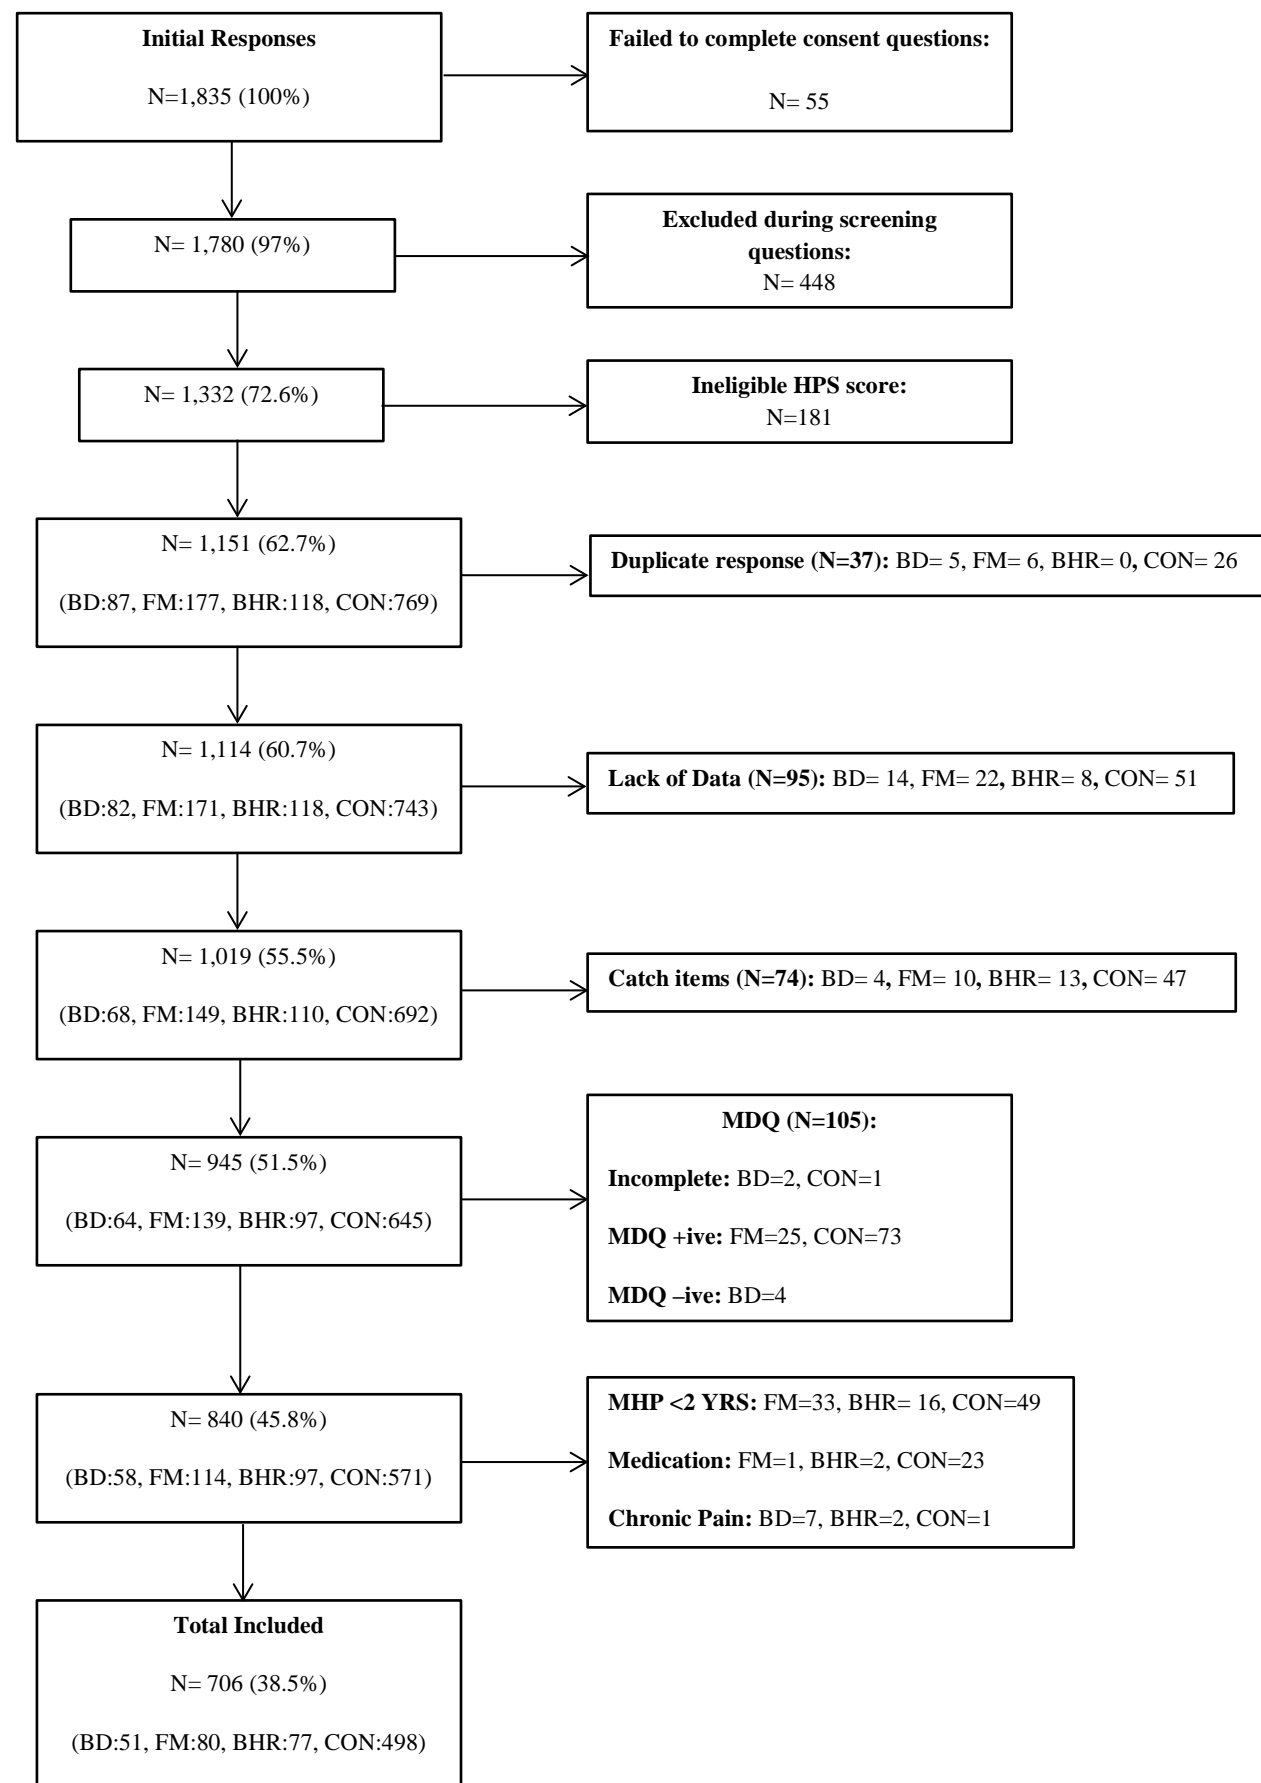 Initial Responses
N=1,835 (100%)
Failed to complete consent questions:
N= 55
N= 1,780 (97%)
Excluded during screening
questions:
N= 448
N= 1,332 (72.6%)
Ineligible HPS score:
N=181
N= 1,151 (62.7%)
(BD:87, FM:177, BHR:118, CON:769)
Duplicate response (N=37): BD= 5, FM= 6, BHR= 0, CON= 26
N= 1,114 (60.7%)
(BD:82, FM:171, BHR:118, CON:743)
Lack of Data (N=95): BD= 14, FM= 22, BHR= 8, CON= 51
N= 1,019 (55.5%)
(BD:68, FM:149, BHR:110, CON:692)
Catch items (N=74): BD= 4, FM= 10, BHR= 13, CON= 47
N= 945 (51.5%)
(BD:64, FM:139, BHR:97, CON:645)
MDQ (N=105):
Incomplete: BD=2, CON=1
MDQ +ive: FM=25, CON=73
MDQ –ive: BD=4
N= 840 (45.8%)
(BD:58, FM:114, BHR:97, CON:571)
MHP <2 YRS: FM=33, BHR= 16, CON=49
Medication: FM=1, BHR=2, CON=23
Chronic Pain: BD=7, BHR=2, CON=1
Total Included
N= 706 (38.5%)
(BD:51, FM:80, BHR:77, CON:498)